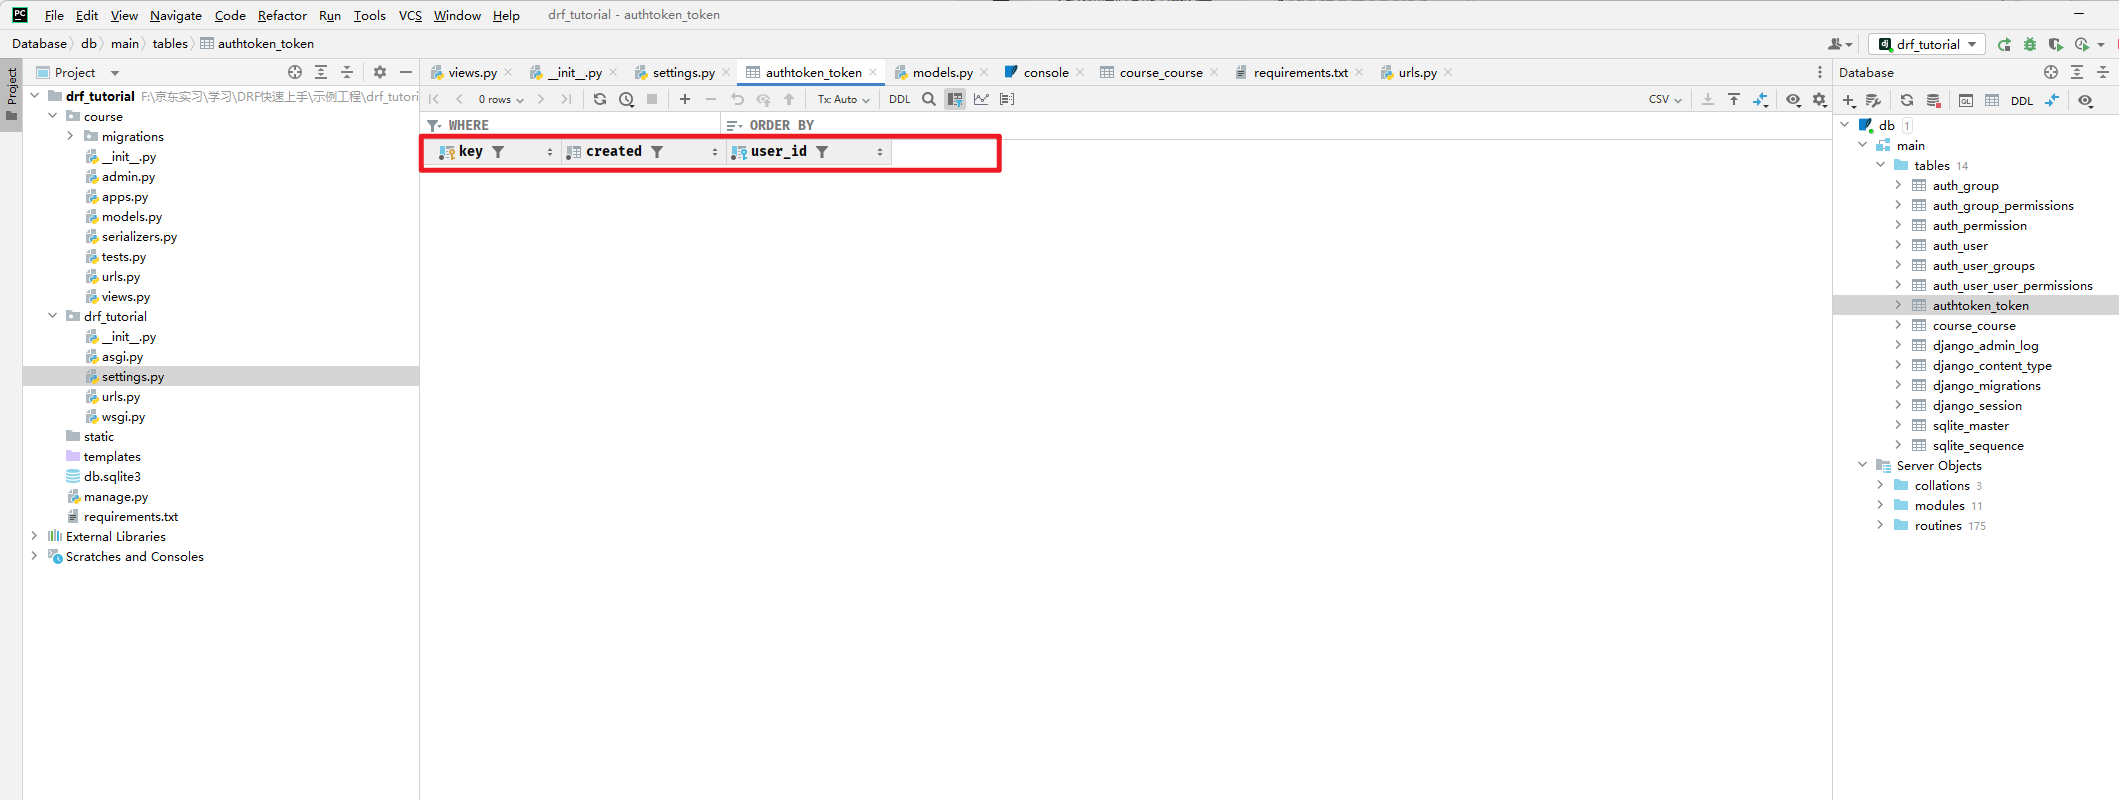 PC File Edit View Navigate Code Refactor Run Tools VCS Window Help drf_tutorial - authtoken_token
Database db main tables authtoken_token
dj drf_tutorial
Project
Project
views.py __init__.py settings.py authtoken_token models.py console course_course requirements.txt urls.py
Database
drf_tutorial F:\京东实习\学习\DRF快速上手\示例工程\drf_tutori
course
migrations
__init__.py
admin.py
apps.py
models.py
serializers.py
tests.py
urls.py
views.py
drf_tutorial
__init__.py
asgi.py
settings.py
urls.py
wsgi.py
static
templates
db.sqlite3
manage.py
requirements.txt
External Libraries
Scratches and Consoles
0 rows Tx: Auto DDL CSV
WHERE ORDER BY
key created user_id
QL DDL
db 1
main
tables 14
auth_group
auth_group_permissions
auth_permission
auth_user
auth_user_groups
auth_user_user_permissions
authtoken_token
course_course
django_admin_log
django_content_type
django_migrations
django_session
sqlite_master
sqlite_sequence
Server Objects
collations 3
modules 11
routines 175